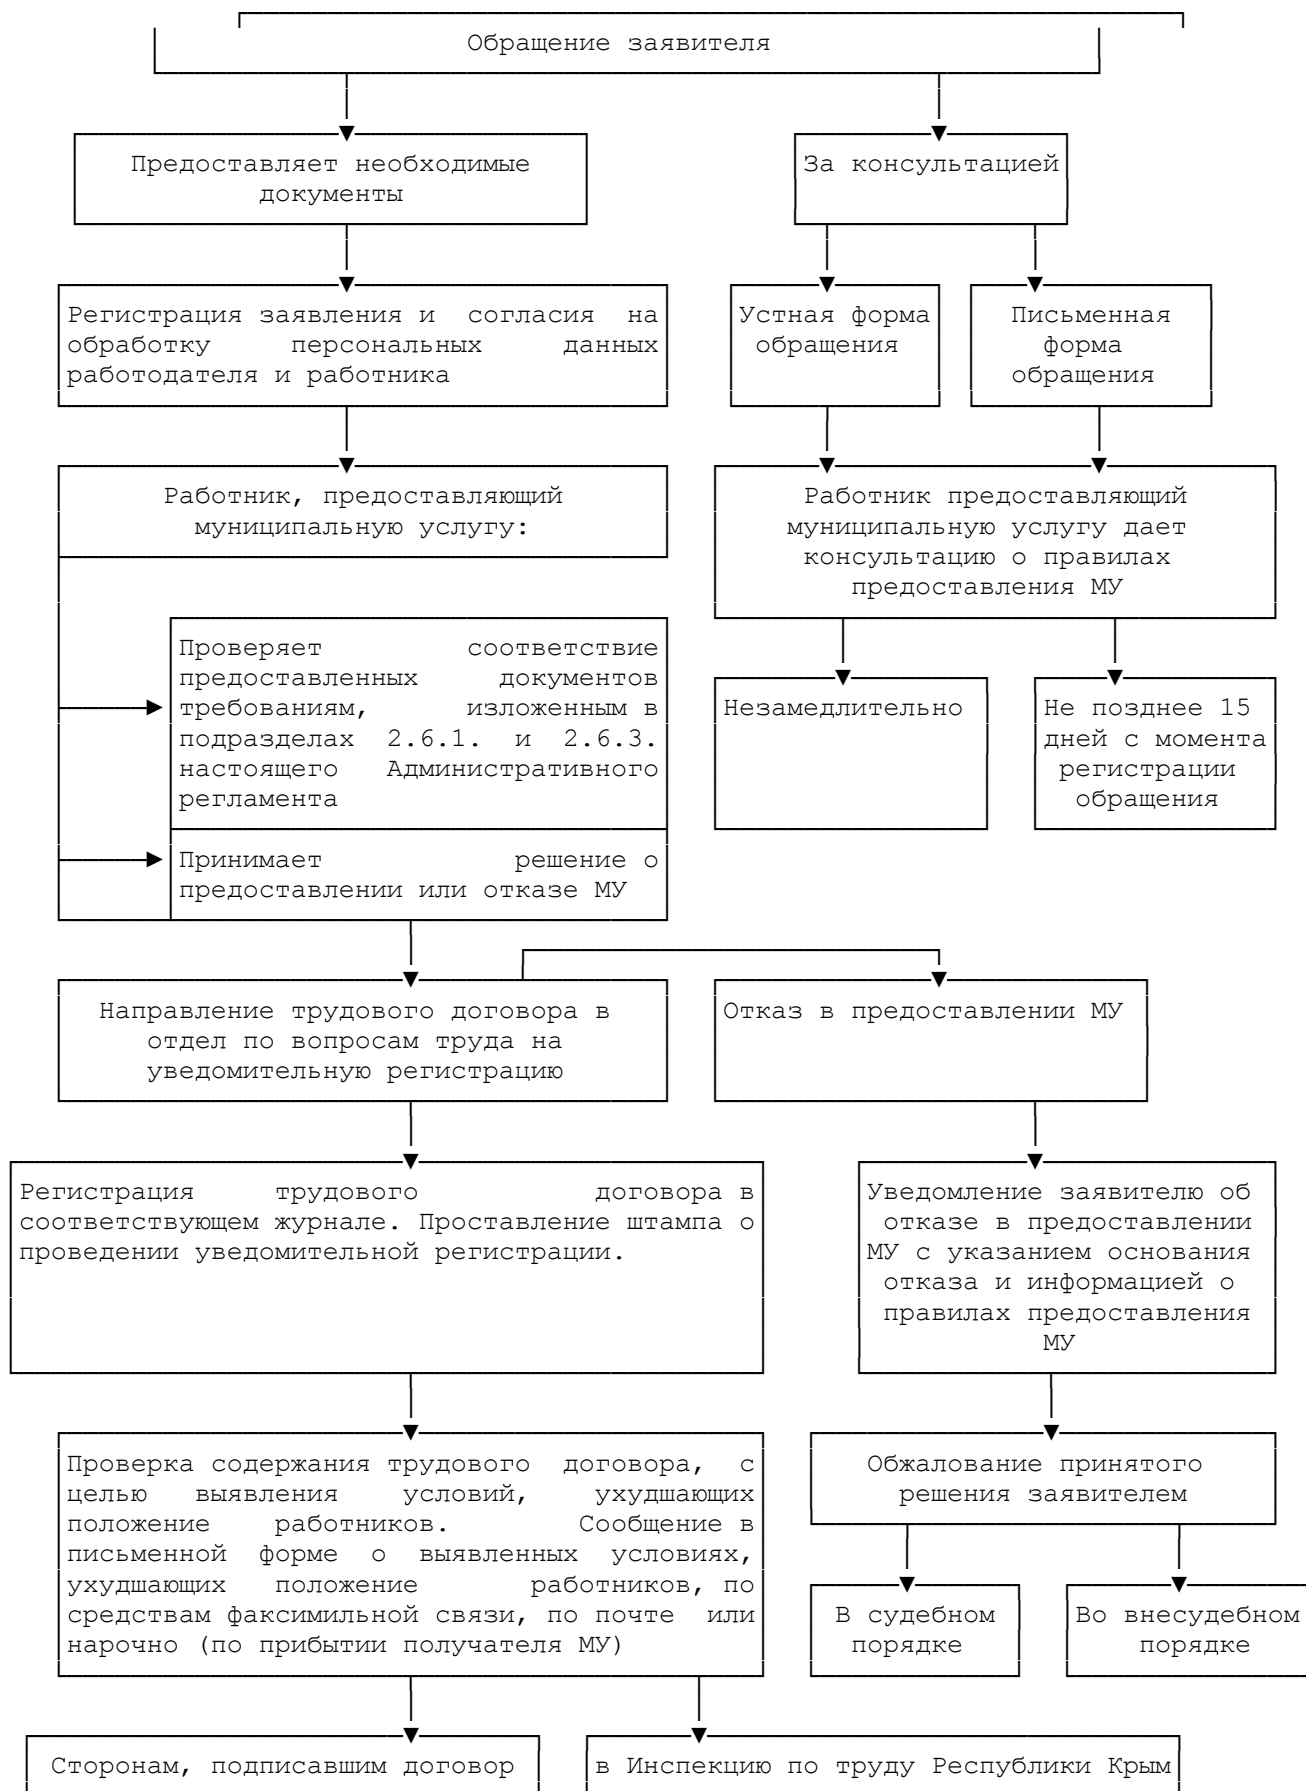 Обращение заявителя
Предоставляет необходимые
документы
За консультацией
Регистрация заявления и согласия на
обработку персональных данных
работодателя и работника
Устная форма
обращения
Письменная
форма
обращения
Работник, предоставляющий
муниципальную услугу:
Работник предоставляющий
муниципальную услугу дает
консультацию о правилах
предоставления МУ
Проверяет соответствие
предоставленных документов
требованиям, изложенным в
подразделах 2.6.1. и 2.6.3.
настоящего Административного
регламента
Незамедлительно
Не позднее 15
дней с момента
регистрации
обращения
Принимает решение о
предоставлении или отказе МУ
Направление трудового договора в
отдел по вопросам труда на
уведомительную регистрацию
Отказ в предоставлении МУ
Регистрация трудового договора в
соответствующем журнале. Проставление штампа о
проведении уведомительной регистрации.
Уведомление заявителю об
отказе в предоставлении
МУ с указанием основания
отказа и информацией о
правилах предоставления
МУ
Проверка содержания трудового договора, с
целью выявления условий, ухудшающих
положение работников. Сообщение в
письменной форме о выявленных условиях,
ухудшающих положение работников, по
средствам факсимильной связи, по почте или
нарочно (по прибытии получателя МУ)
Обжалование принятого
решения заявителем
В судебном
порядке
Во внесудебном
порядке
Сторонам, подписавшим договор
в Инспекцию по труду Республики Крым